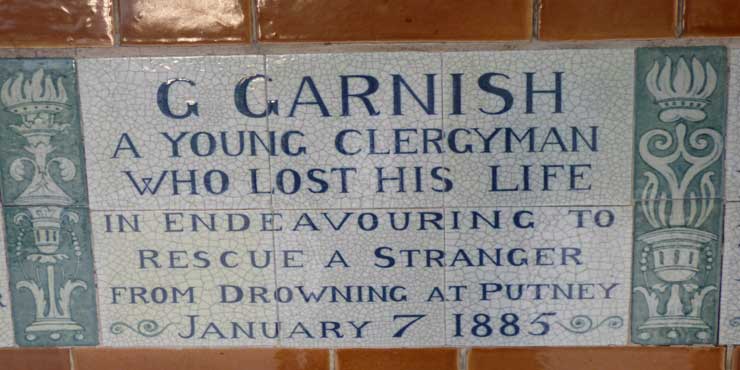 G GARNISH
A YOUNG CLERGYMAN
WHO LOST HIS LIFE
IN ENDEAVOURING TO
RESCUE A STRANGER
FROM DROWNING AT PUTNEY
JANUARY 7 1885